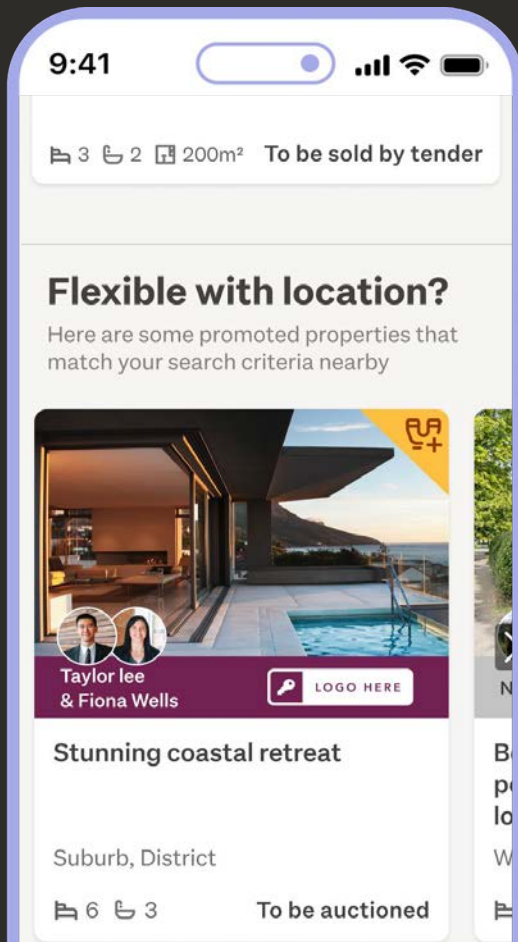 9:41
3 2 200m² To be sold by tender
Flexible with location?
Here are some promoted properties that
match your search criteria nearby
Taylor lee
& Fiona Wells
LOGO HERE
Stunning coastal retreat
Suburb, District
6 3 To be auctioned